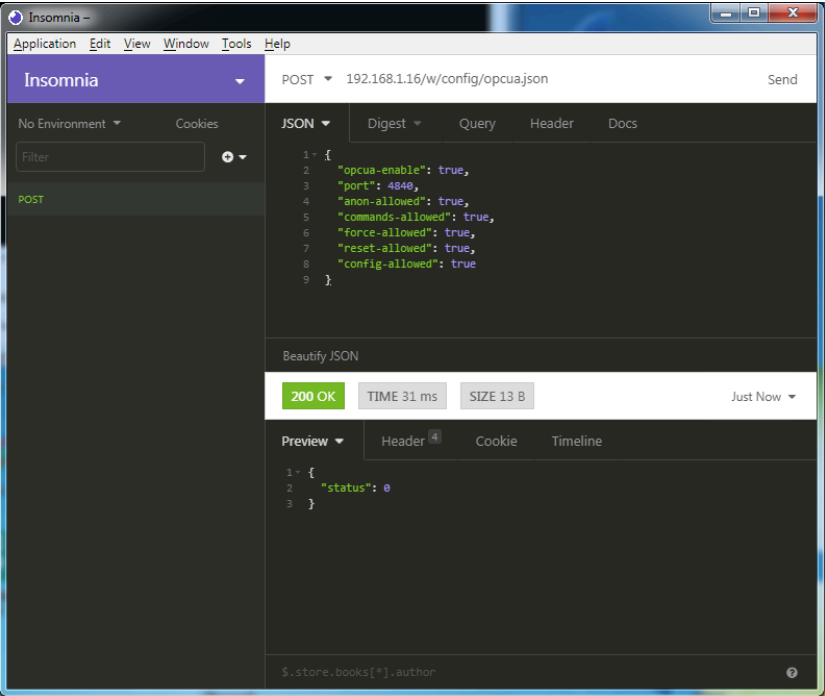 Insomnia –
Application Edit View Window Tools Help
Insomnia
POST 192.168.1.16/w/config/opcua.json Send
No Environment Cookies
JSON Digest Query Header Docs
Filter
POST
1 {
2 "opcua-enable": true,
3 "port": 4840,
4 "anon-allowed": true,
5 "commands-allowed": true,
6 "force-allowed": true,
7 "reset-allowed": true,
8 "config-allowed": true
9 }
Beautify JSON
200 OK TIME 31 ms SIZE 13 B Just Now
Preview Header 4 Cookie Timeline
1 {
2 "status": 0
3 }
$.store.books[*].author